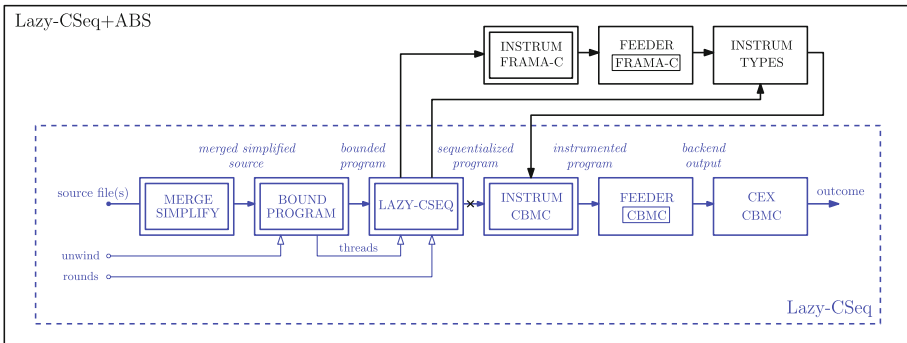 Lazy-CSeq+ABS
INSTRUM
FRAMA-C
FEEDER
FRAMA-C
INSTRUM
TYPES
merged simplified
source
bounded
program
sequentialized
program
instrumented
program
backend
output
source file(s)
MERGE
SIMPLIFY
BOUND
PROGRAM
LAZY-CSEQ
INSTRUM
CBMC
FEEDER
CBMC
CEX
CBMC
outcome
threads
unwind
rounds
Lazy-CSeq